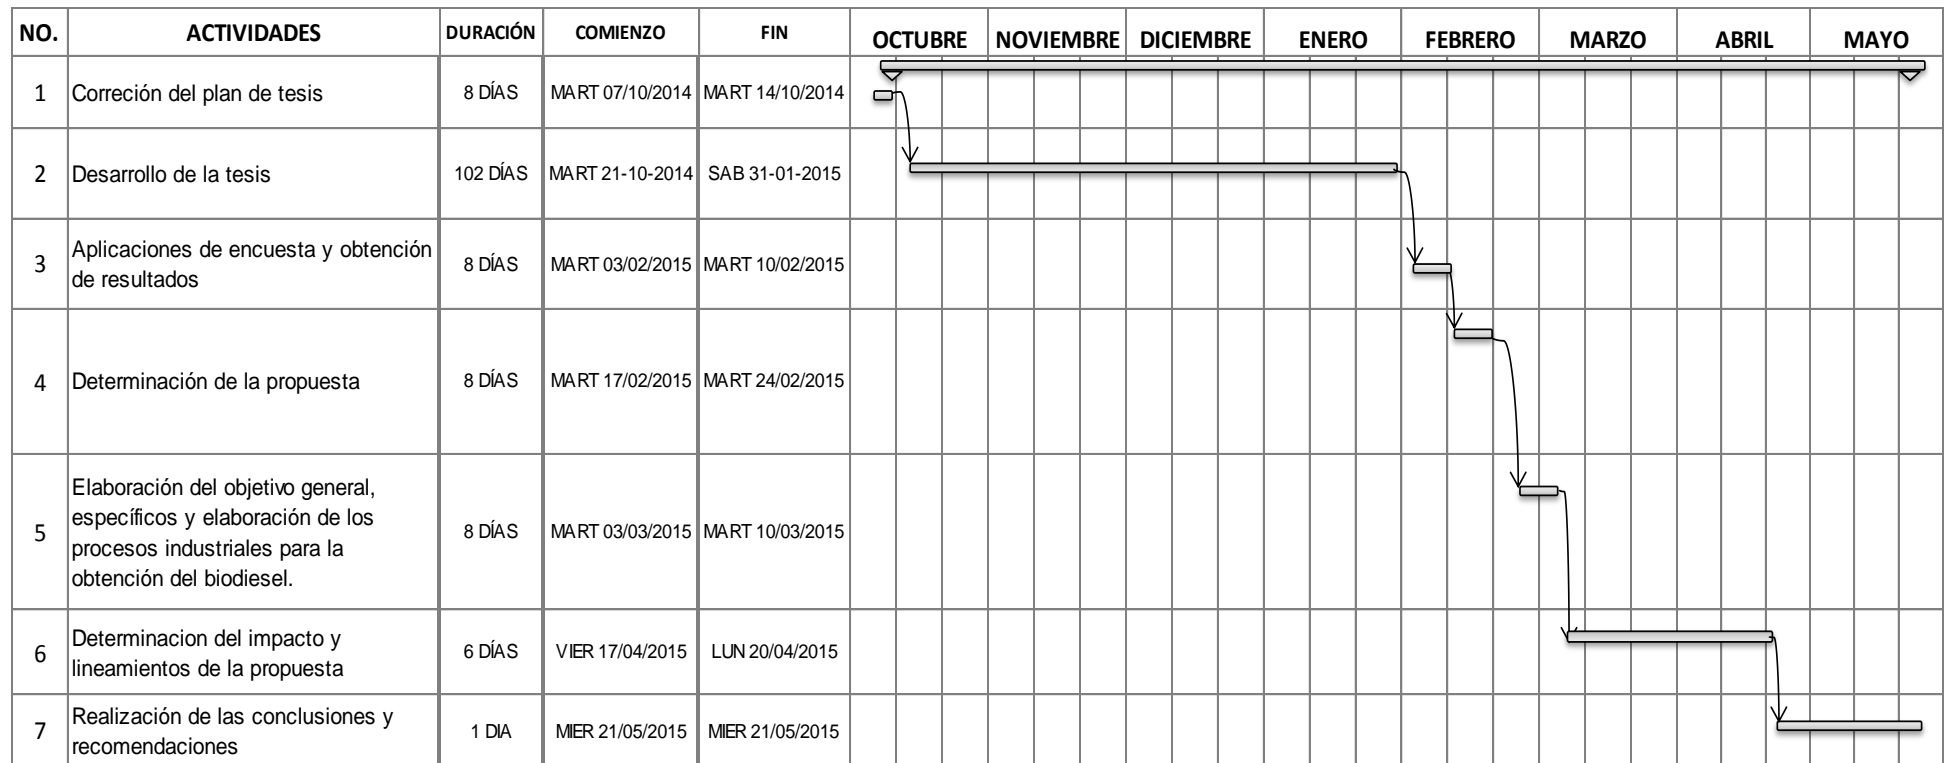 NO. ACTIVIDADES DURACIÓN COMIENZO FIN OCTUBRE NOVIEMBRE DICIEMBRE ENERO FEBRERO MARZO ABRIL MAYO
1 Correción del plan de tesis 8 DÍAS MART 07/10/2014 MART 14/10/2014
2 Desarrollo de la tesis 102 DÍAS MART 21-10-2014 SAB 31-01-2015
3 Aplicaciones de encuesta y obtención
de resultados 8 DÍAS MART 03/02/2015 MART 10/02/2015
4 Determinación de la propuesta 8 DÍAS MART 17/02/2015 MART 24/02/2015
5 Elaboración del objetivo general,
específicos y elaboración de los
procesos industriales para la
obtención del biodiesel. 8 DÍAS MART 03/03/2015 MART 10/03/2015
6 Determinacion del impacto y
lineamientos de la propuesta 6 DÍAS VIER 17/04/2015 LUN 20/04/2015
7 Realización de las conclusiones y
recomendaciones 1 DIA MIER 21/05/2015 MIER 21/05/2015